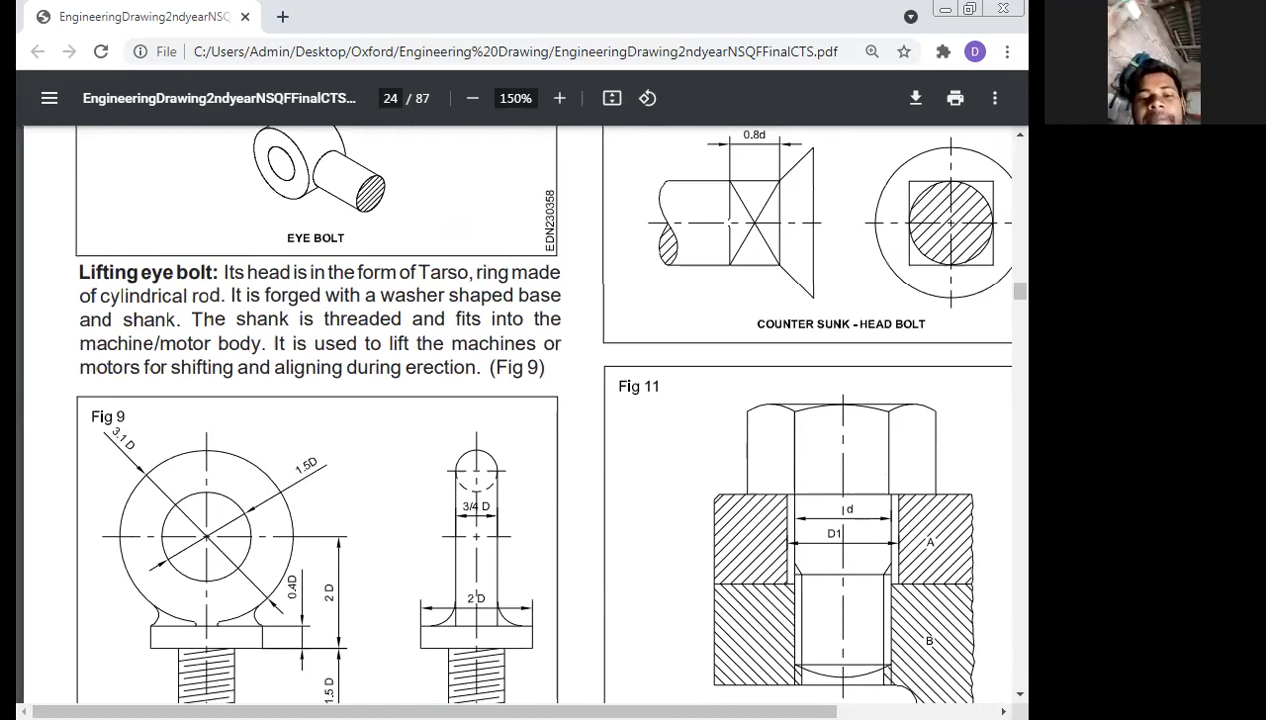 EngineeringDrawing2ndyearNSQ
File
C:/Users/Admin/Desktop/Oxford/Engineering%20Drawing/EngineeringDrawing2ndyearNSQFFinalCTS.pdf
D
EngineeringDrawing2ndyearNSQFFinalCTS...
24 / 87
150%
EDN230358
EYE BOLT
Lifting eye bolt: Its head is in the form of Tarso, ring made
of cylindrical rod. It is forged with a washer shaped base
and shank. The shank is threaded and fits into the
machine/motor body. It is used to lift the machines or
motors for shifting and aligning during erection. (Fig 9)
Fig 9
3.1 D
1.5D
0.4D
2 D
1.5 D
3/4 D
2 D
0.8d
COUNTER SUNK - HEAD BOLT
Fig 11
d
D1
A
B